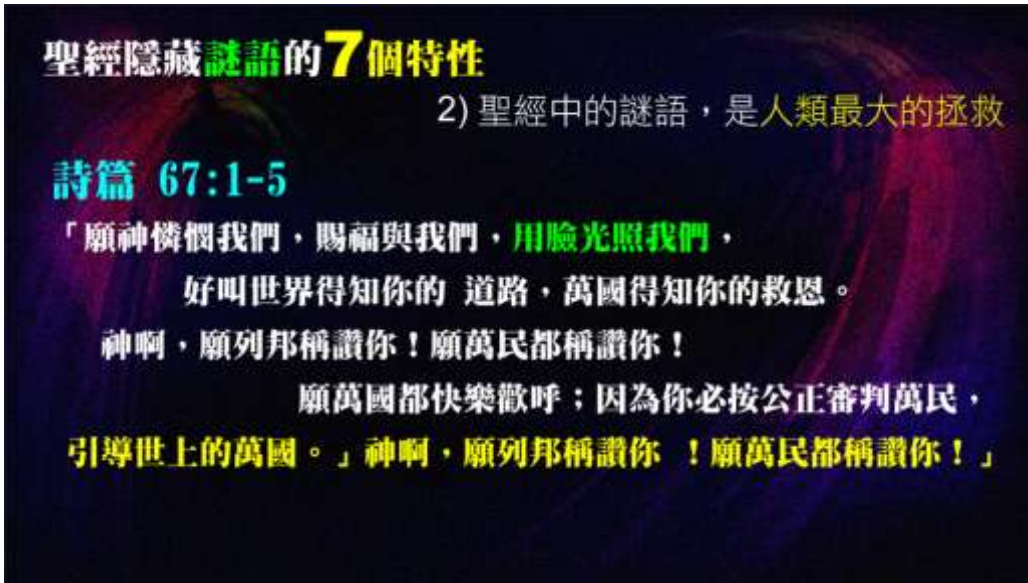 聖經隱藏謎語的7個特性
2) 聖經中的謎語，是人類最大的拯救
詩篇 67:1-5
「願神憐憫我們，賜福與我們，用臉光照我們，
好叫世界得知你的 道路，萬國得知你的救恩。
神啊，願列邦稱讚你！願萬民都稱讚你！
願萬國都快樂歡呼；因為你必按公正審判萬民，
引導世上的萬國。」神啊，願列邦稱讚你 ！願萬民都稱讚你！」